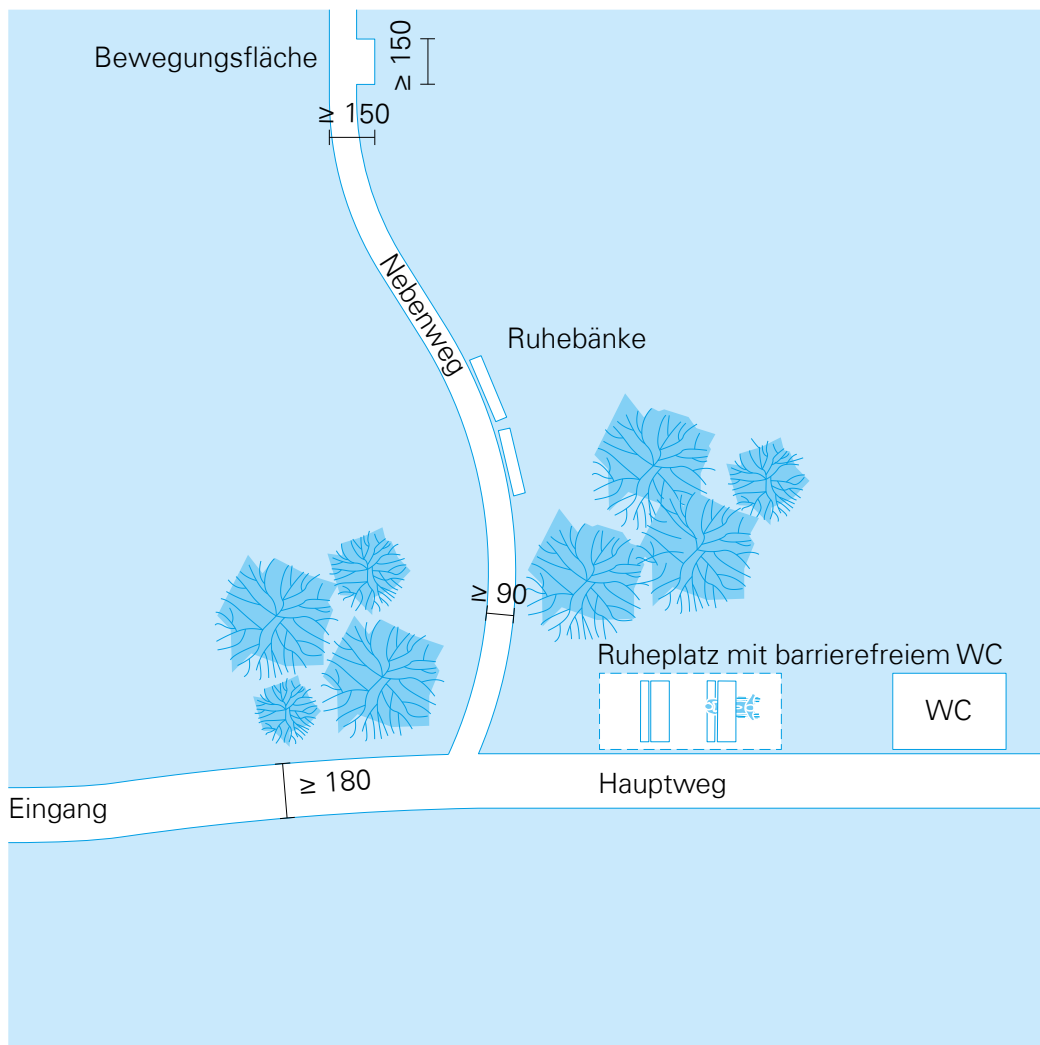 Bewegungsfläche
≥ 150
≥ 150
Nebenweg
Ruhebänke
≥ 90
Ruheplatz mit barrierefreiem WC
WC
≥ 180
Hauptweg
Eingang